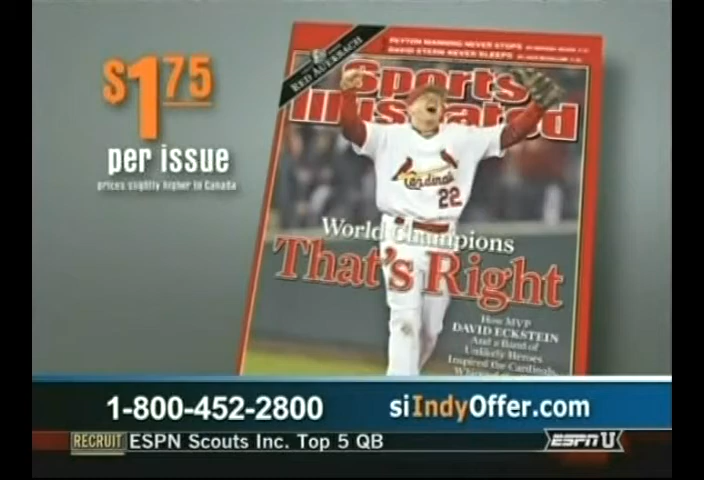 $1.75
per issue
prices slightly higher in Canada
RED AUERBACH
PEYTON MANNING NEVER STOPS
DAVID STERN NEVER SLEEPS
Sports
Illustrated
Cardinals
22
World Champions
That's Right
How MVP
DAVID ECKSTEIN
And a Band of
Unlikely Heroes
Inspired the Cardinals,
1-800-452-2800
siIndyOffer.com
RECRUIT ESPN Scouts Inc. Top 5 QB
ESPNU